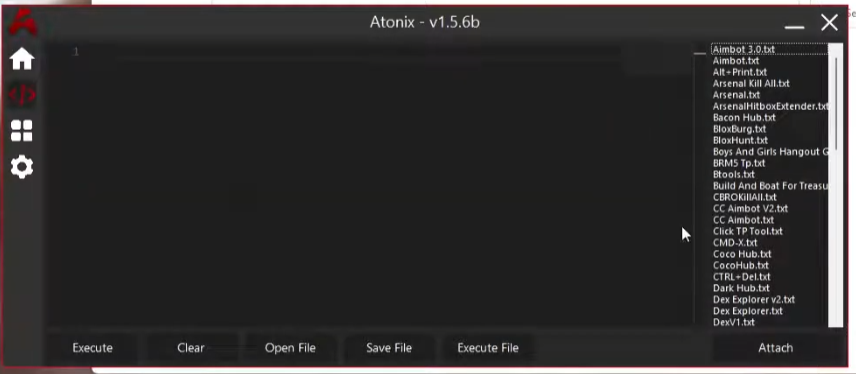 Atonix - v1.5.6b
1
Aimbot 3.0.txt
Aimbot.txt
Alt+Print.txt
Arsenal Kill All.txt
Arsenal.txt
ArsenalHitboxExtender.txt
Bacon Hub.txt
BloxBurg.txt
BloxHunt.txt
Boys And Girls Hangout G
BRM5 Tp.txt
Btools.txt
Build And Boat For Treasu
CBROKillAll.txt
CC Aimbot V2.txt
CC Aimbot.txt
Click TP Tool.txt
CMD-X.txt
Coco Hub.txt
CocoHub.txt
CTRL+Del.txt
Dark Hub.txt
Dex Explorer v2.txt
Dex Explorer.txt
DexV1.txt
Execute Clear Open File Save File Execute File Attach